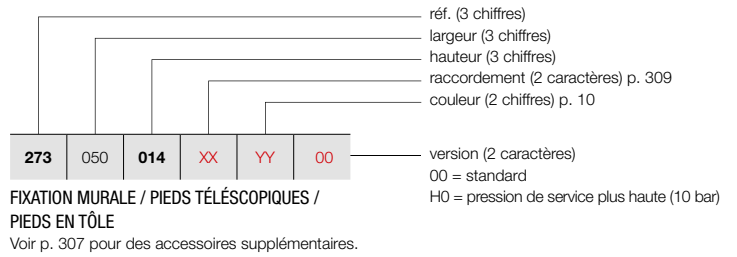 réf. (3 chiffres)
largeur (3 chiffres)
hauteur (3 chiffres)
raccordement (2 caractères) p. 309
couleur (2 chiffres) p. 10
273 050 014 XX YY 00
version (2 caractères)
00 = standard
H0 = pression de service plus haute (10 bar)
FIXATION MURALE / PIEDS TÉLÉSCOPIQUES /
PIEDS EN TÔLE
Voir p. 307 pour des accessoires supplémentaires.